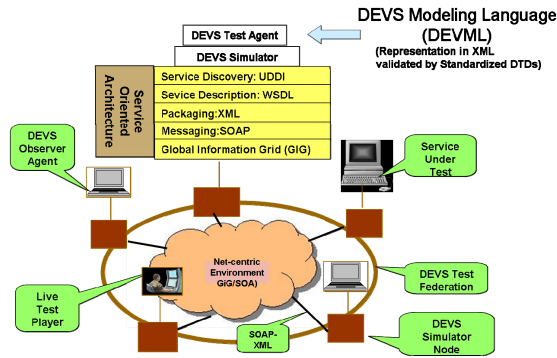 DEVS Modeling Language
(DEVML)
(Representation in XML
validated by Standardized DTDs)
DEVS Test Agent
DEVS Simulator
Service
Oriented
Architecture
Service Discovery: UDDI
Sevice Description: WSDL
Packaging:XML
Messaging:SOAP
Global Information Grid (GIG)
DEVS
Observer
Agent
Service
Under
Test
Net-centric
Environment
GiG/SOA)
Live
Test
Player
DEVS Test
Federation
SOAP-
XML
DEVS
Simulator
Node